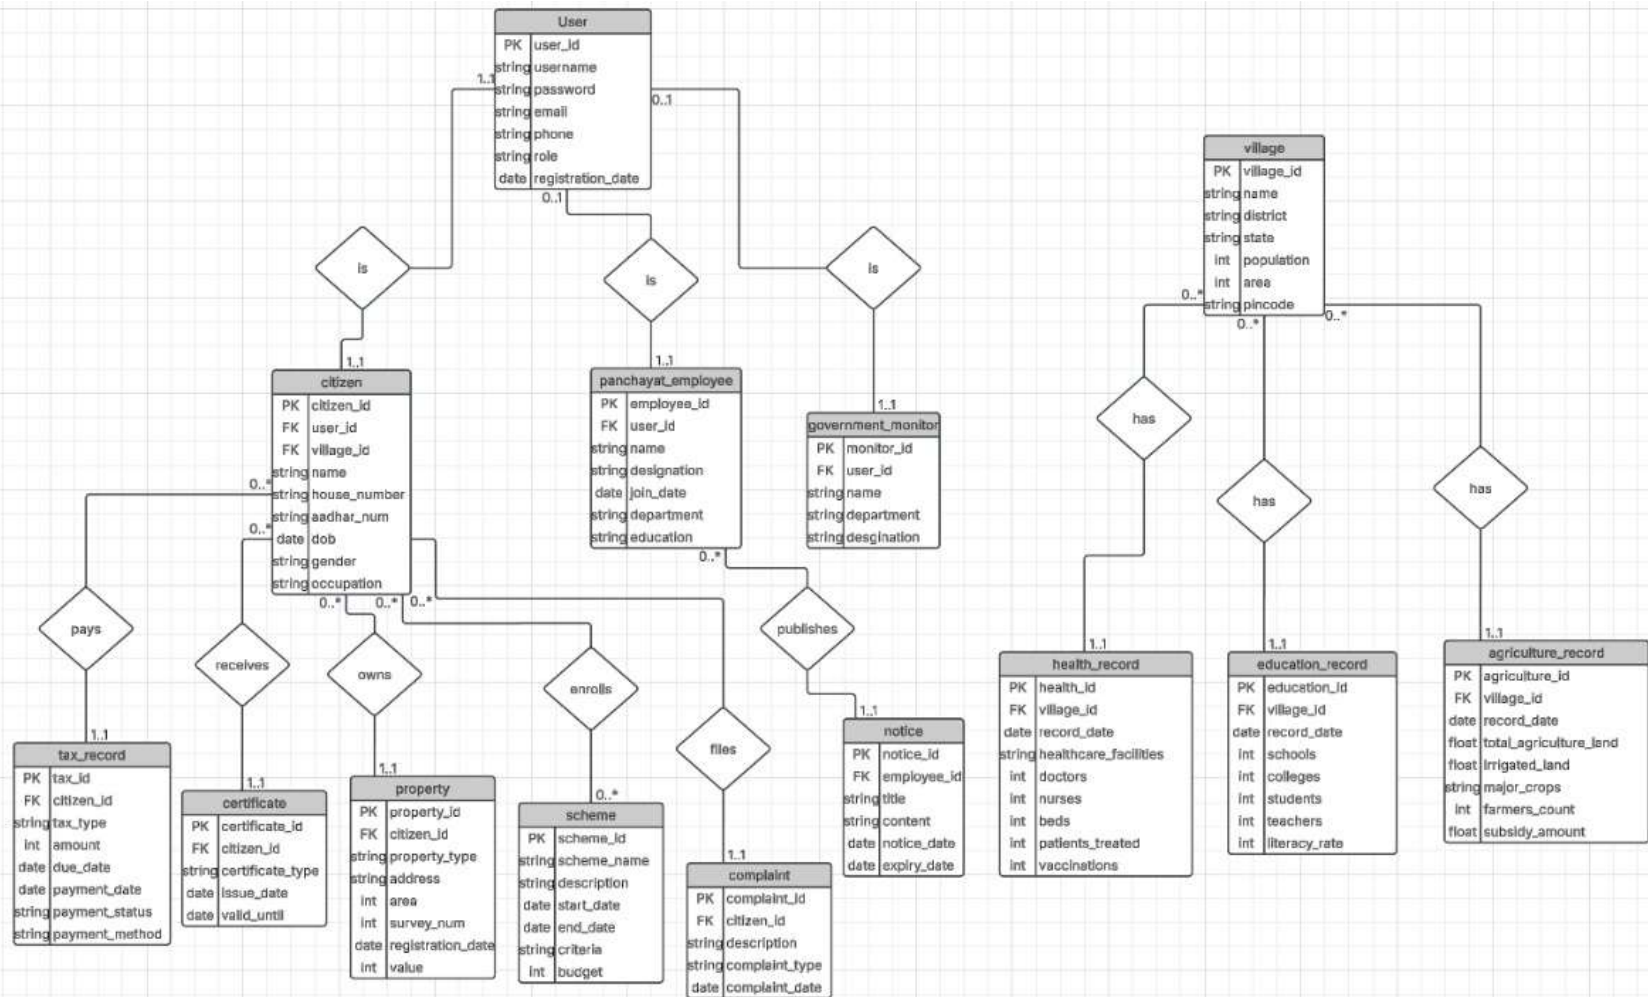 User
PK user_id
string username
string password
string email
string phone
string role
date registration_date
1..1
0..1
0..1
is
is
is
1..1
1..1
1..1
citizen
PK citizen_id
FK user_id
FK village_id
string name
string house_number
string aadhar_num
date dob
string gender
string occupation
panchayat_employee
PK employee_id
FK user_id
string name
string designation
date join_date
string department
string education
government_monitor
PK monitor_id
FK user_id
string name
string department
string desgination
village
PK village_id
string name
string district
string state
int population
int area
string pincode
0..*
0..*
0..*
has
has
has
1..1
1..1
1..1
0..*
0..*
0..*
0..*
0..*
0..*
pays
receives
owns
enrolls
files
publishes
1..1
1..1
1..1
0..*
1..1
1..1
tax_record
PK tax_id
FK citizen_id
string tax_type
int amount
date due_date
date payment_date
string payment_status
string payment_method
certificate
PK certificate_id
FK citizen_id
string certificate_type
date issue_date
date valid_until
property
PK property_id
FK citizen_id
string property_type
string address
int area
int survey_num
date registration_date
int value
scheme
PK scheme_id
string scheme_name
string description
date start_date
date end_date
string criteria
int budget
complaint
PK complaint_id
FK citizen_id
string description
string complaint_type
date complaint_date
notice
PK notice_id
FK employee_id
string title
string content
date notice_date
date expiry_date
health_record
PK health_id
FK village_id
date record_date
string healthcare_facilities
int doctors
int nurses
int beds
int patients_treated
int vaccinations
education_record
PK education_id
FK village_id
date record_date
int schools
int colleges
int students
int teachers
int literacy_rate
agriculture_record
PK agriculture_id
FK village_id
date record_date
float total_agriculture_land
float irrigated_land
string major_crops
int farmers_count
float subsidy_amount